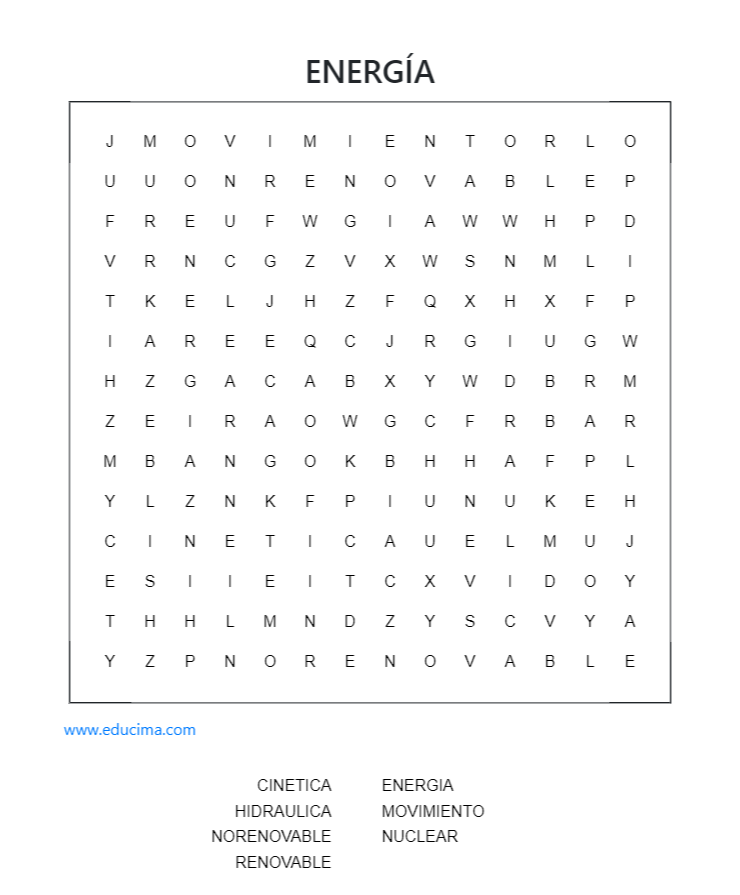 ENERGÍA
J M O V I M I E N T O R L O
U U O N R E N O V A B L E P
F R E U F W G I A W W H P D
V R N C G Z V X W S N M L I
T K E L J H Z F Q X H X F P
I A R E E Q C J R G I U G W
H Z G A C A B X Y W D B R M
Z E I R A O W G C F R B A R
M B A N G O K B H H A F P L
Y L Z N K F P I U N U K E H
C I N E T I C A U E L M U J
E S I I E I T C X V I D O Y
T H H L M N D Z Y S C V Y A
Y Z P N O R E N O V A B L E
www.educima.com
CINETICA ENERGIA
HIDRAULICA MOVIMIENTO
NORENOVABLE NUCLEAR
RENOVABLE